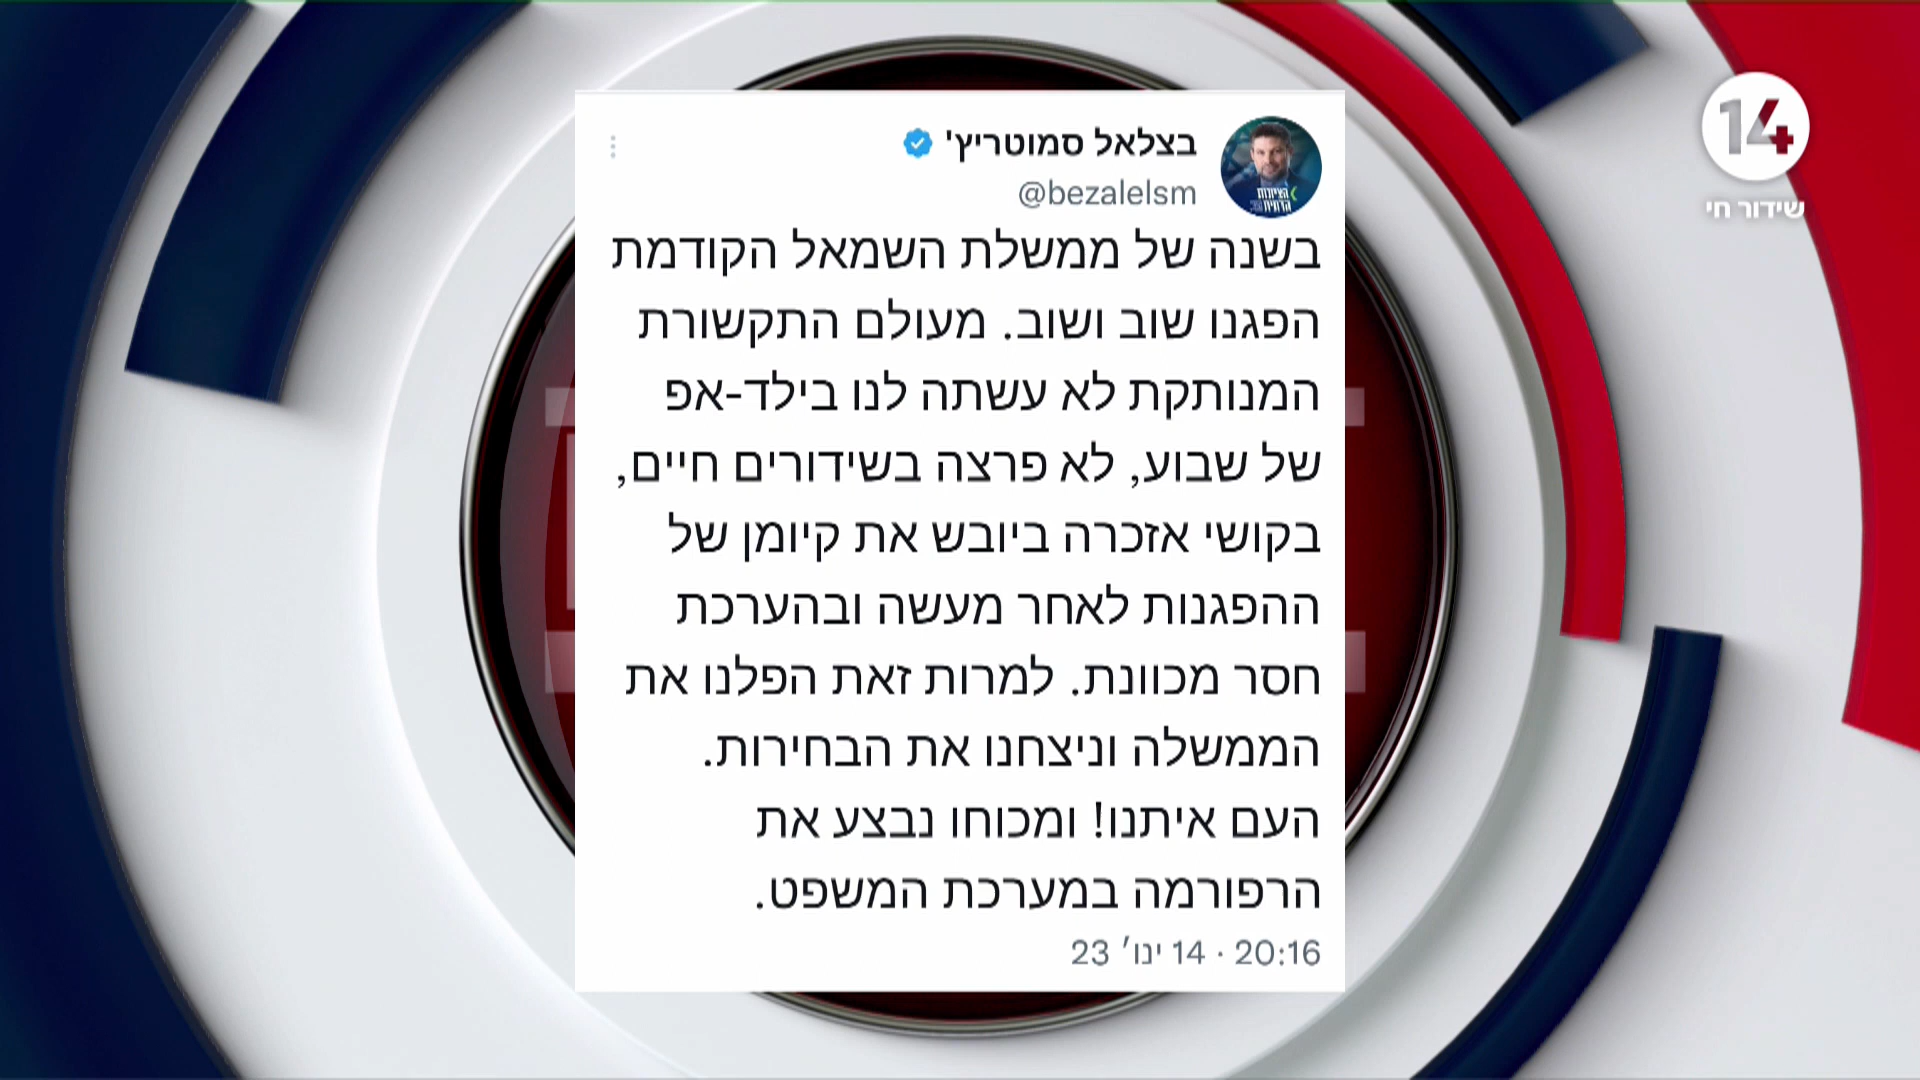 בצלאל סמוטריץ'
@bezalelsm
בשנה של ממשלת השמאל הקודמת
הפגנו שוב ושוב. מעולם התקשורת
המנותקת לא עשתה לנו בילד-אפ
של שבוע, לא פרצה בשידורים חיים,
בקושי אזכרה ביובש את קיומן של
ההפגנות לאחר מעשה ובהערכת
חסר מכוונת. למרות זאת הפלנו את
הממשלה וניצחנו את הבחירות.
העם איתנו! ומכוחו נבצע את
הרפורמה במערכת המשפט.
20:16 · 14 ינו׳ 23
14
שידור חי
הציונות
הדתית